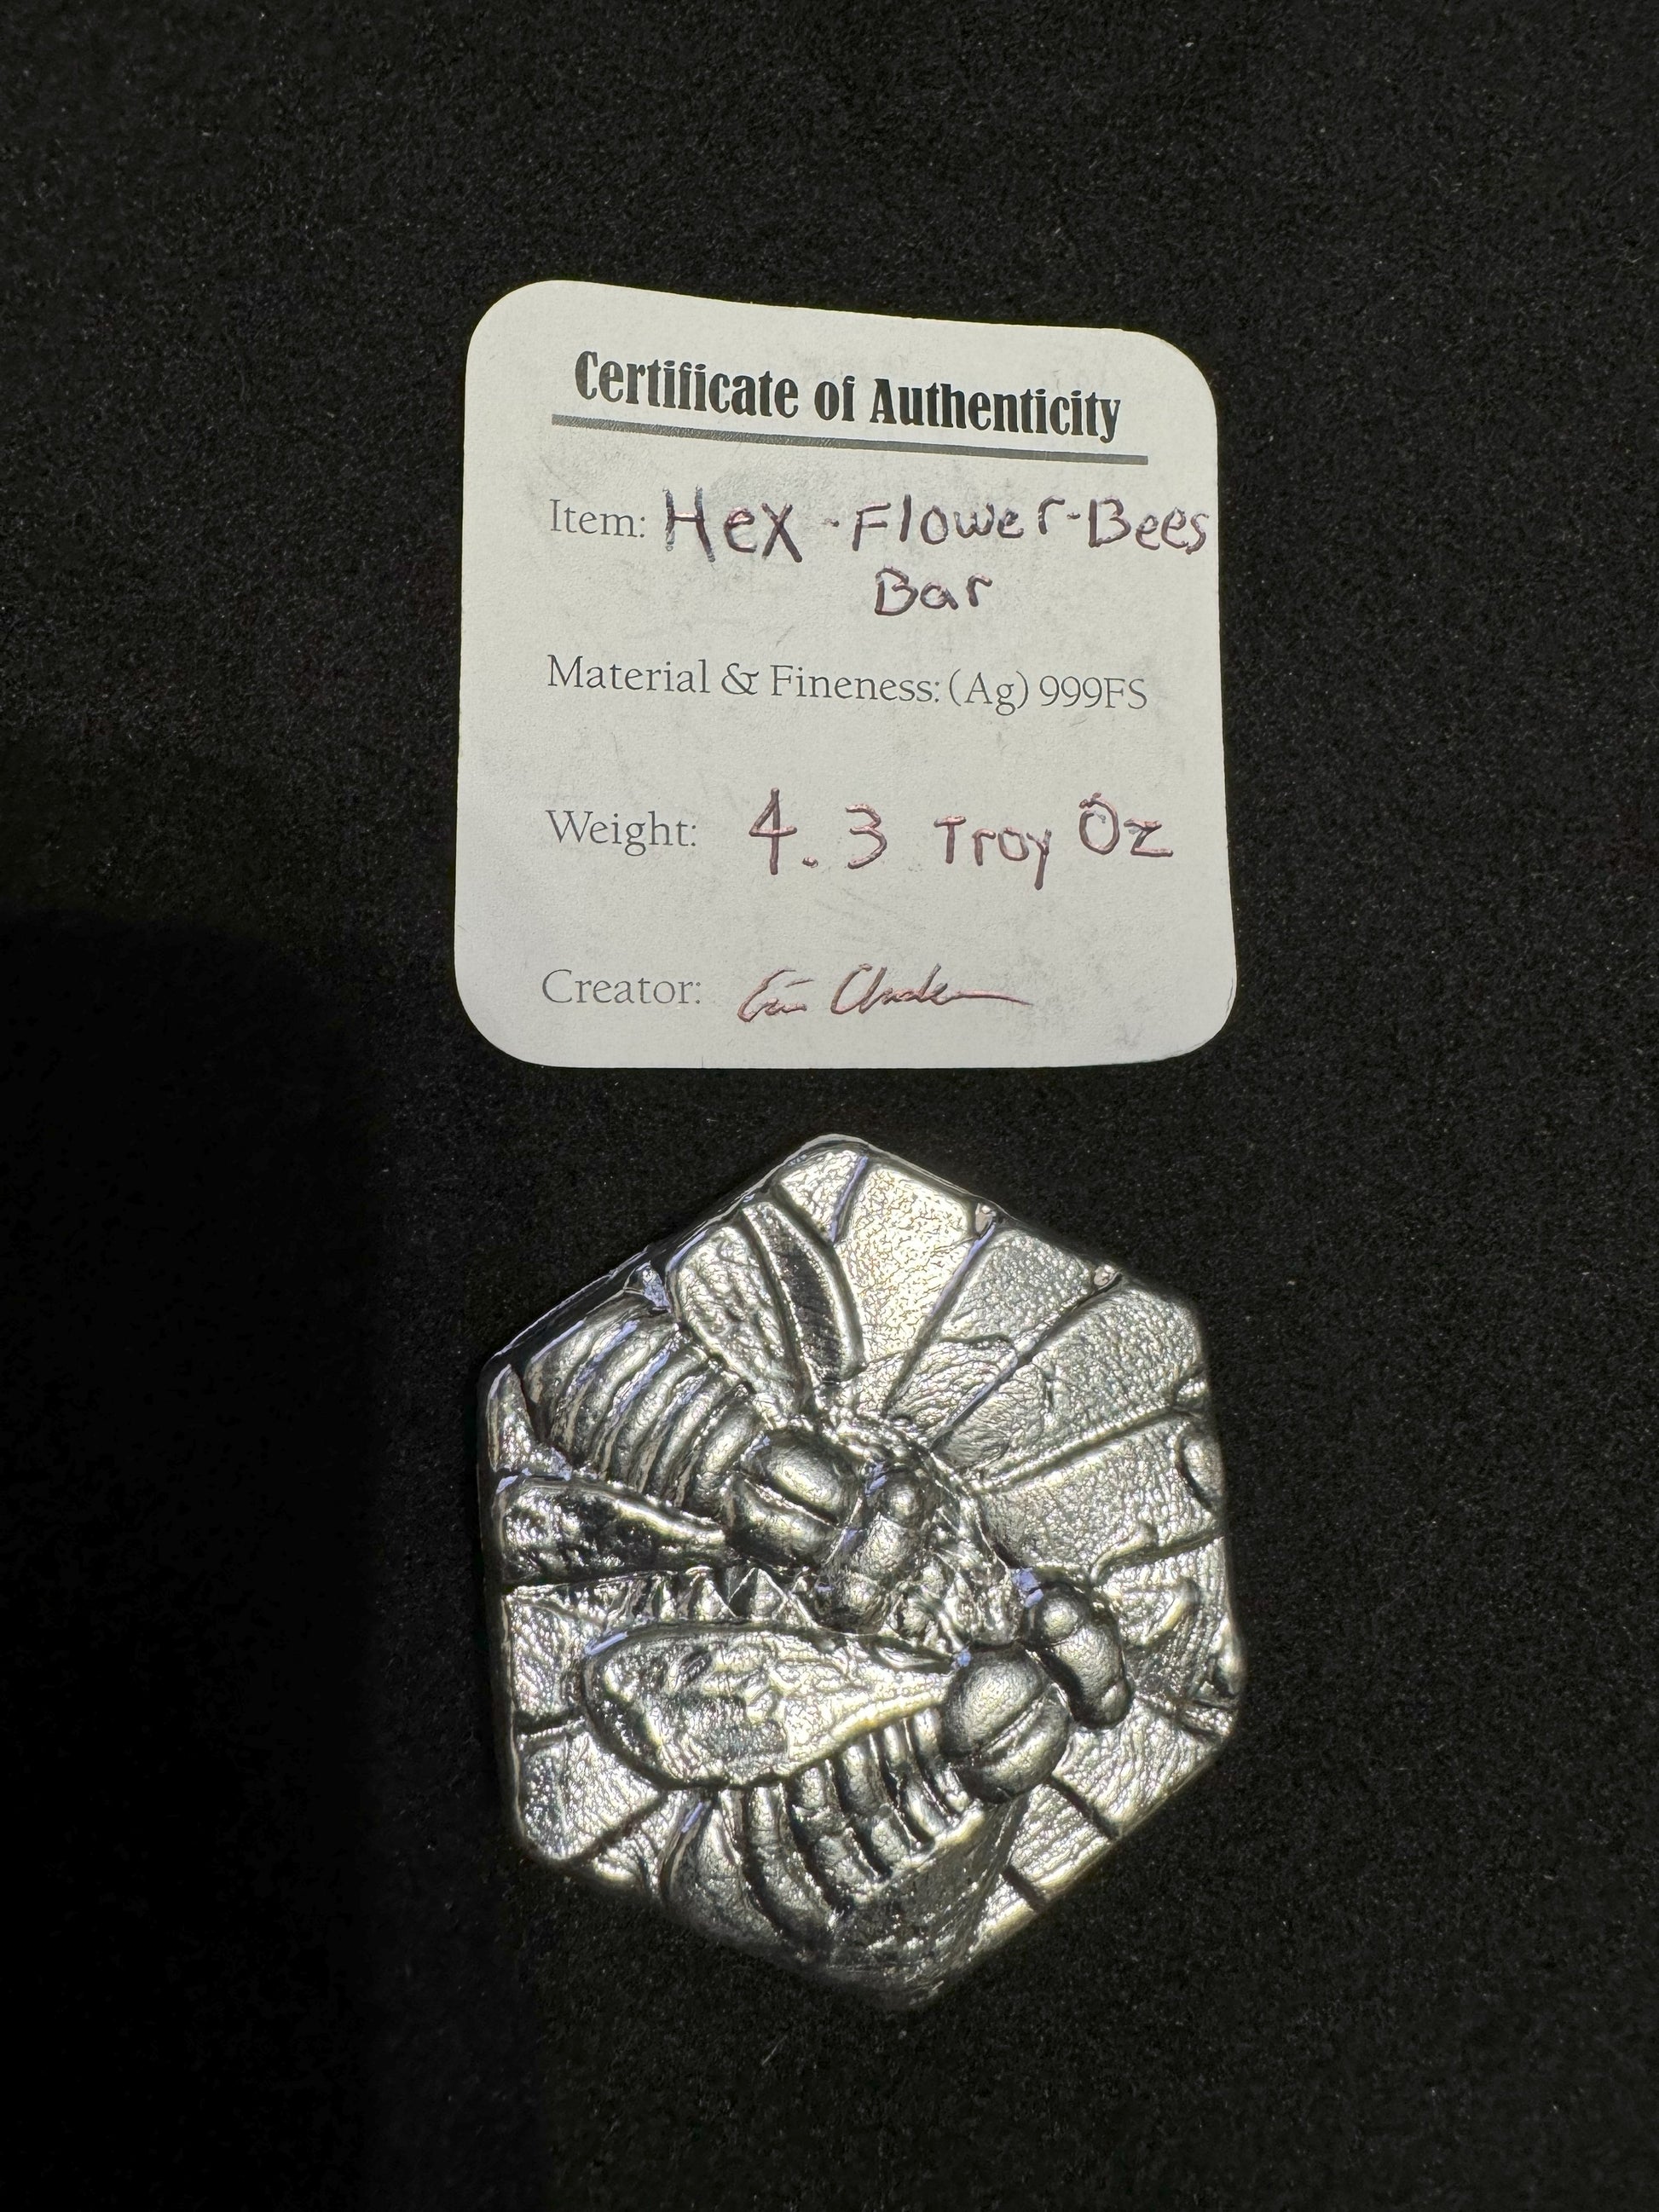 Certificate of Authenticity
Item: Hex-Flower-Bees
Bar
Material & Fineness: (Ag) 999FS
Weight: 4.3 Troy Oz
Creator: